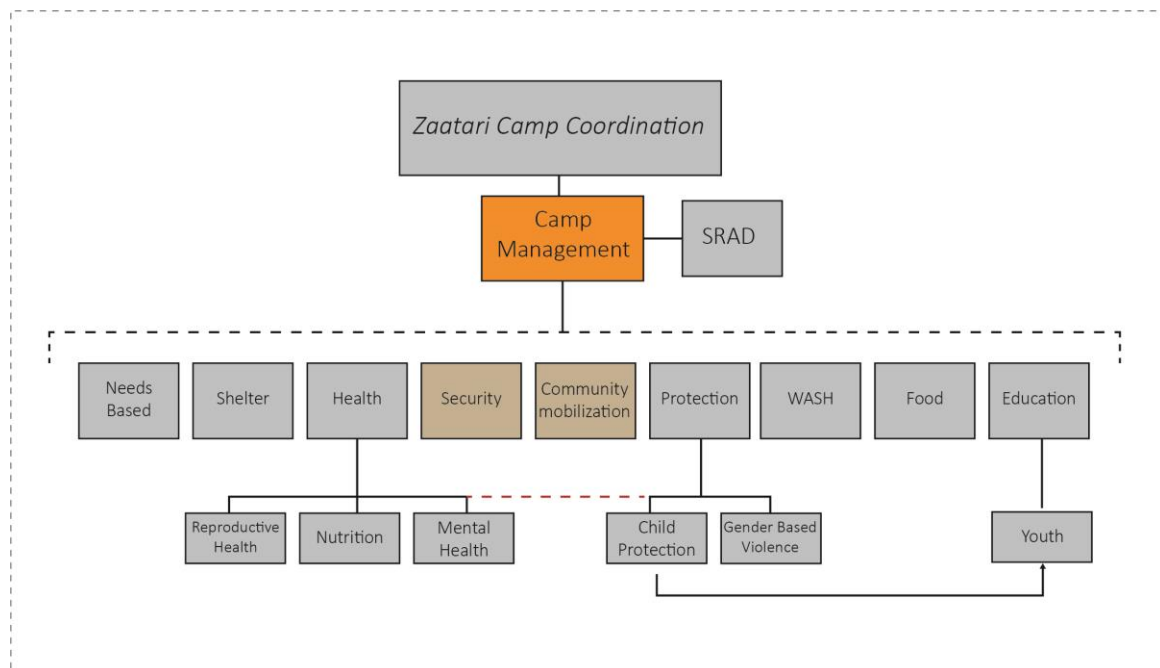 Zaatari Camp Coordination
Camp
Management
SRAD
Needs
Based
Shelter
Health
Security
Community
mobilization
Protection
WASH
Food
Education
Reproductive
Health
Nutrition
Mental
Health
Child
Protection
Gender Based
Violence
Youth